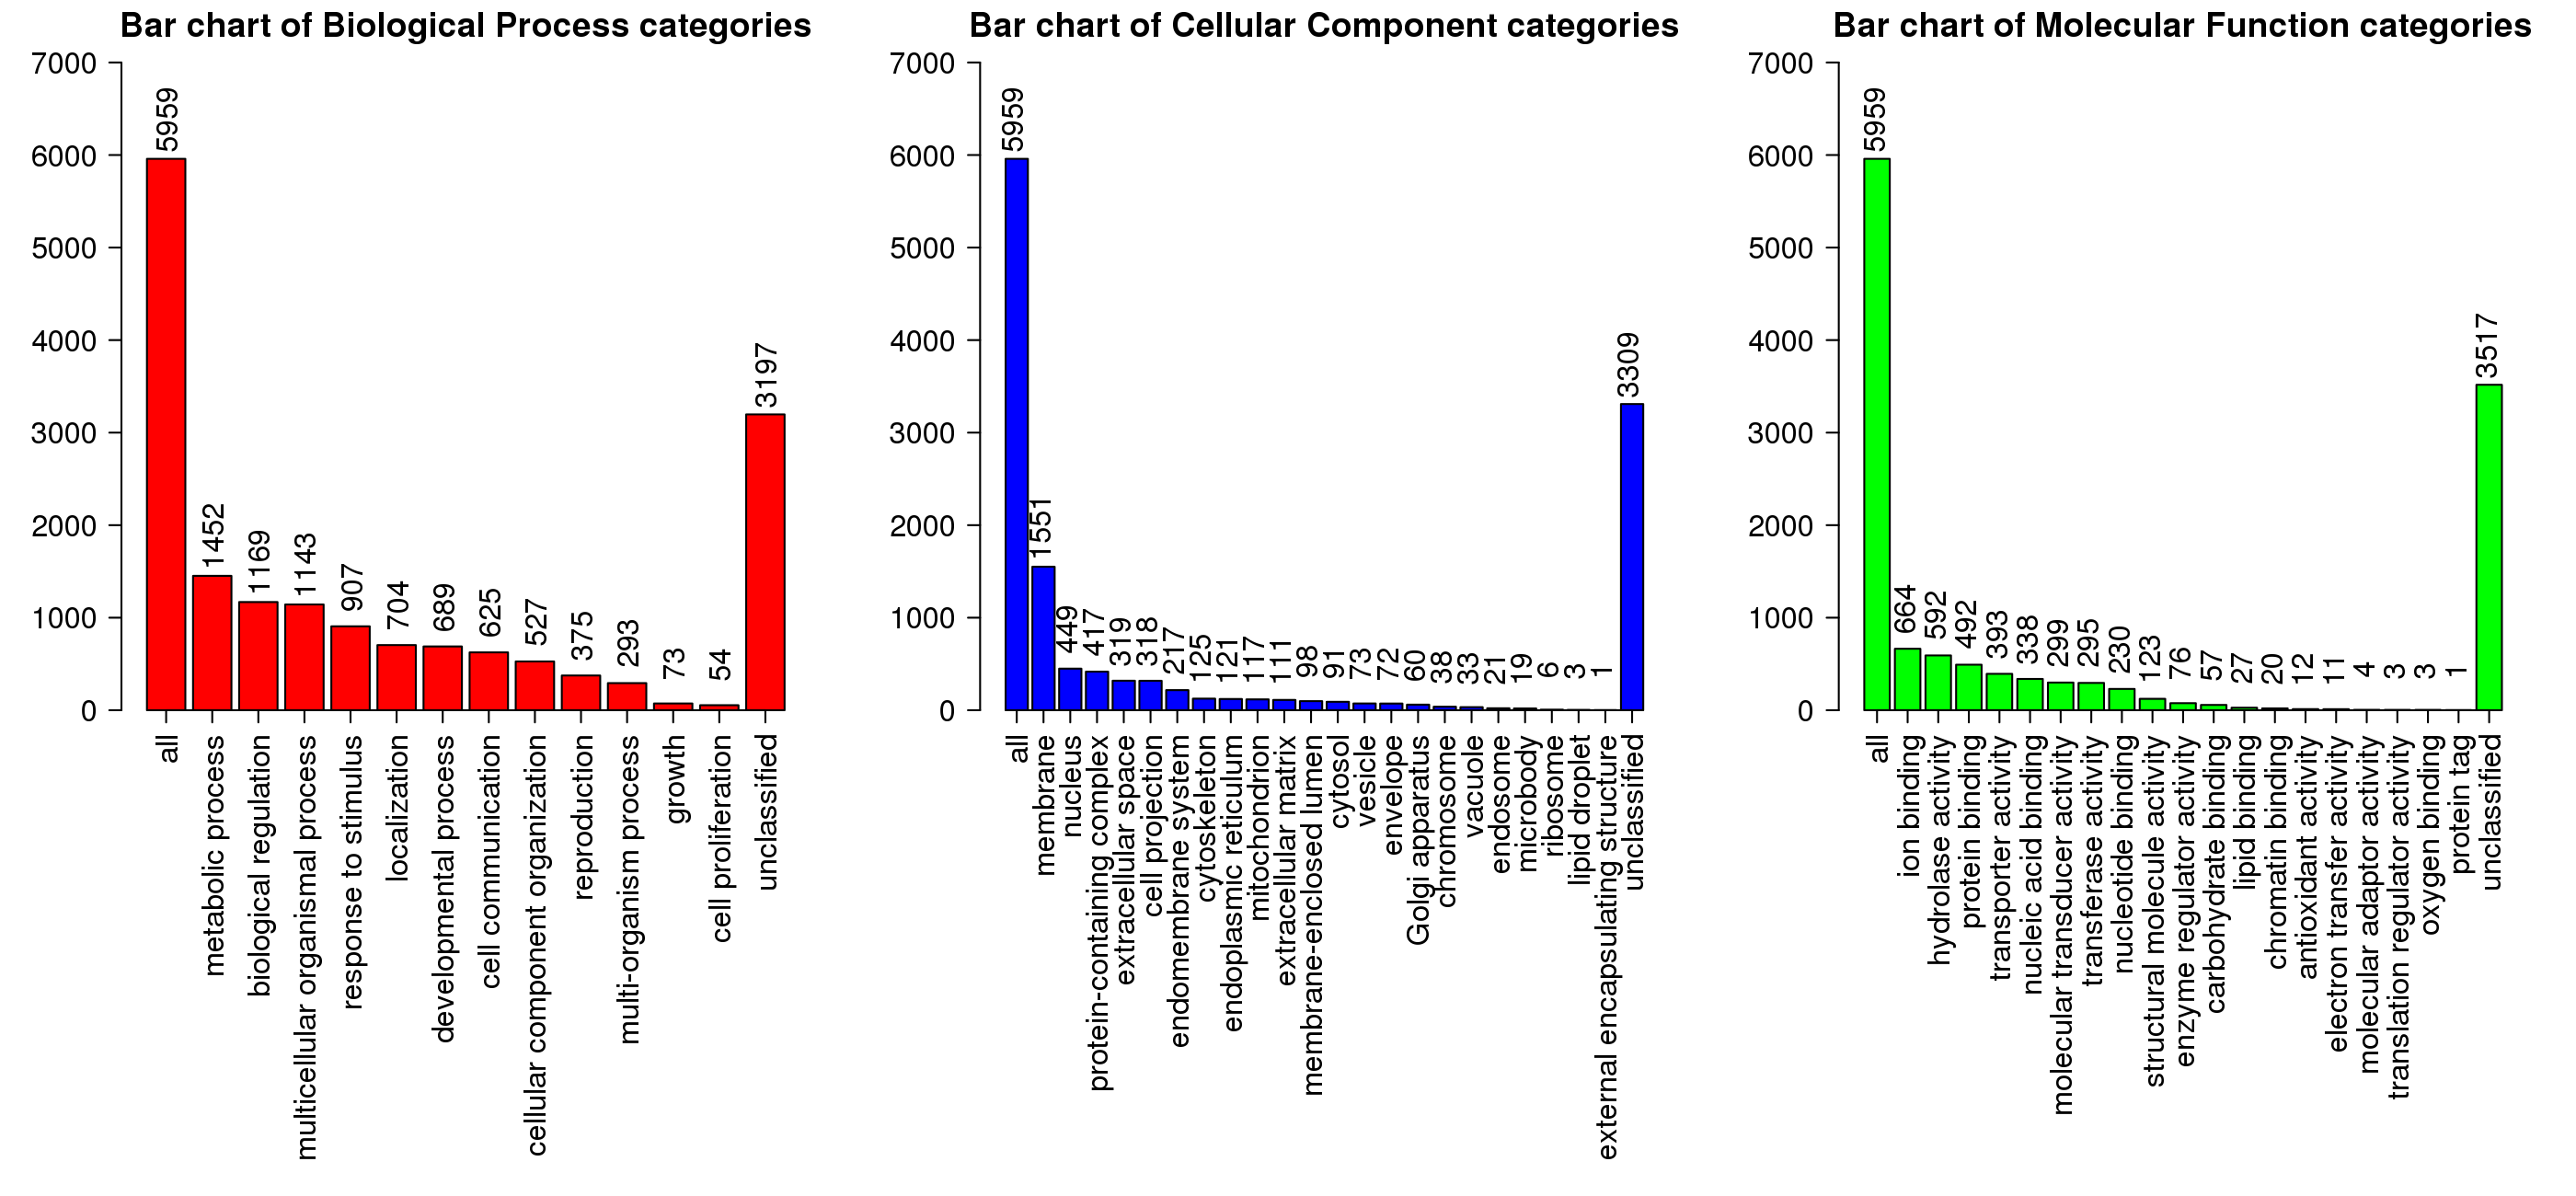 Bar chart of Biological Process categories
7000
6000
5000
4000
3000
2000
1000
0
5959
1452
1169
1143
907
704
689
625
527
375
293
73
54
3197
all
metabolic process
biological regulation
multicellular organismal process
response to stimulus
localization
developmental process
cell communication
cellular component organization
reproduction
multi-organism process
growth
cell proliferation
unclassified
Bar chart of Cellular Component categories
7000
6000
5000
4000
3000
2000
1000
0
5959
1551
449
417
319
318
217
125
121
117
111
98
91
73
72
60
38
33
21
19
6
3
1
3309
all
membrane
nucleus
protein-containing complex
extracellular space
cell projection
endomembrane system
cytoskeleton
endoplasmic reticulum
mitochondrion
extracellular matrix
membrane-enclosed lumen
cytosol
vesicle
envelope
Golgi apparatus
chromosome
vacuole
endosome
microbody
ribosome
lipid droplet
external encapsulating structure
unclassified
Bar chart of Molecular Function categories
7000
6000
5000
4000
3000
2000
1000
0
5959
664
592
492
393
338
299
295
230
123
76
57
27
20
12
11
4
3
3
1
3517
all
ion binding
hydrolase activity
protein binding
transporter activity
nucleic acid binding
molecular transducer activity
transferase activity
nucleotide binding
structural molecule activity
enzyme regulator activity
carbohydrate binding
lipid binding
chromatin binding
antioxidant activity
electron transfer activity
molecular adaptor activity
translation regulator activity
oxygen binding
protein tag
unclassified